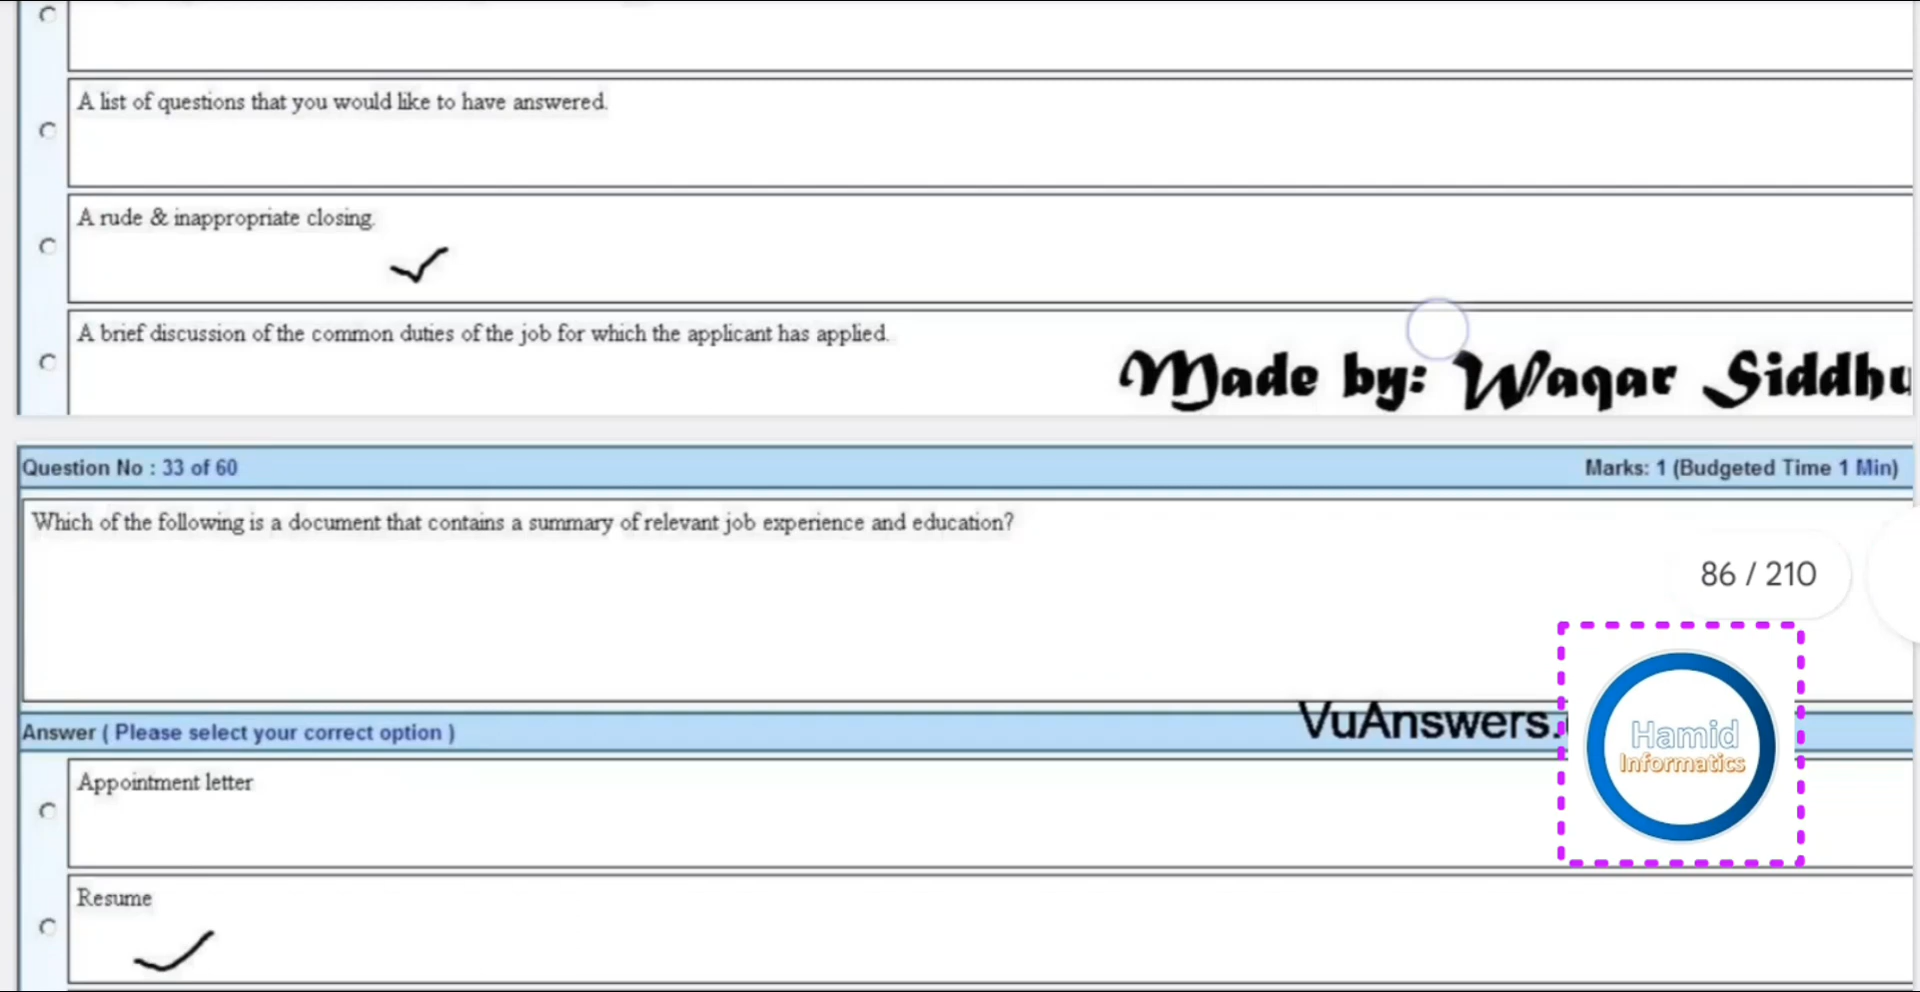 A list of questions that you would like to have answered.
A rude & inappropriate closing.
A brief discussion of the common duties of the job for which the applicant has applied.
Made by: Waqar Siddhu
Question No : 33 of 60
Marks: 1 (Budgeted Time 1 Min)
Which of the following is a document that contains a summary of relevant job experience and education?
86 / 210
VuAnswers.
Answer ( Please select your correct option )
Hamid
Informatics
Appointment letter
Resume